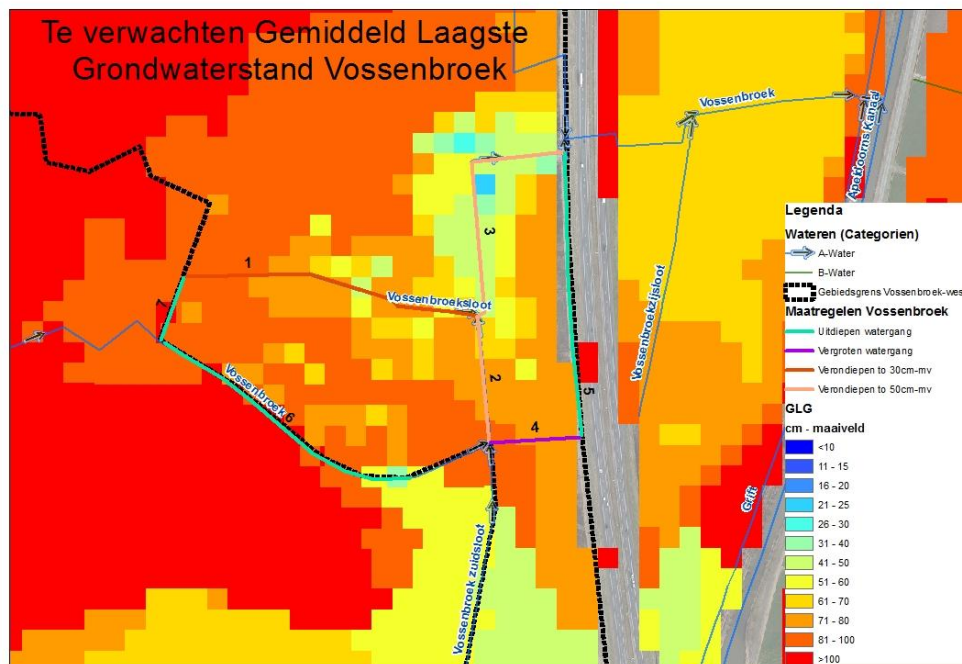 Te verwachten Gemiddeld Laagste
Grondwaterstand Vossenbroek
Vossenbroek
Apeldoorns Kanaal
1
3
Vossenbroeksloot
7
Vossenbroekzijsloot
2
5
Vossenbroek
6
4
Vossenbroek zuidsloot
Grift
Legenda
Wateren (Categorien)
A-Water
B-Water
Gebiedsgrens Vossenbroek-wes
Maatregelen Vossenbroek
Uitdiepen watergang
Vergroten watergang
Verondiepen to 30cm-mv
Verondiepen to 50cm-mv
GLG
cm - maaiveld
<10
11 - 15
16 - 20
21 - 25
26 - 30
31 - 40
41 - 50
51 - 60
61 - 70
71 - 80
81 - 100
>100